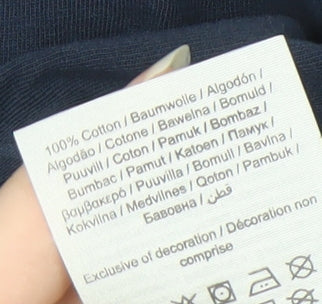 100% Cotton / Baumwolle / Algodón /
Algodão / Cotone / Bawełna / Bomuld /
Puuvill / Coton / Pamuk / Bombaz /
Bumbac / Pamut / Katoen / Памук /
βαμβακερό / Puuvilla / Bomull / Bavlna /
Kokvilna / Medvilnes / Qoton / Pambuk /
Бавовна / قطن /
Exclusive of decoration / Décoration non
comprise